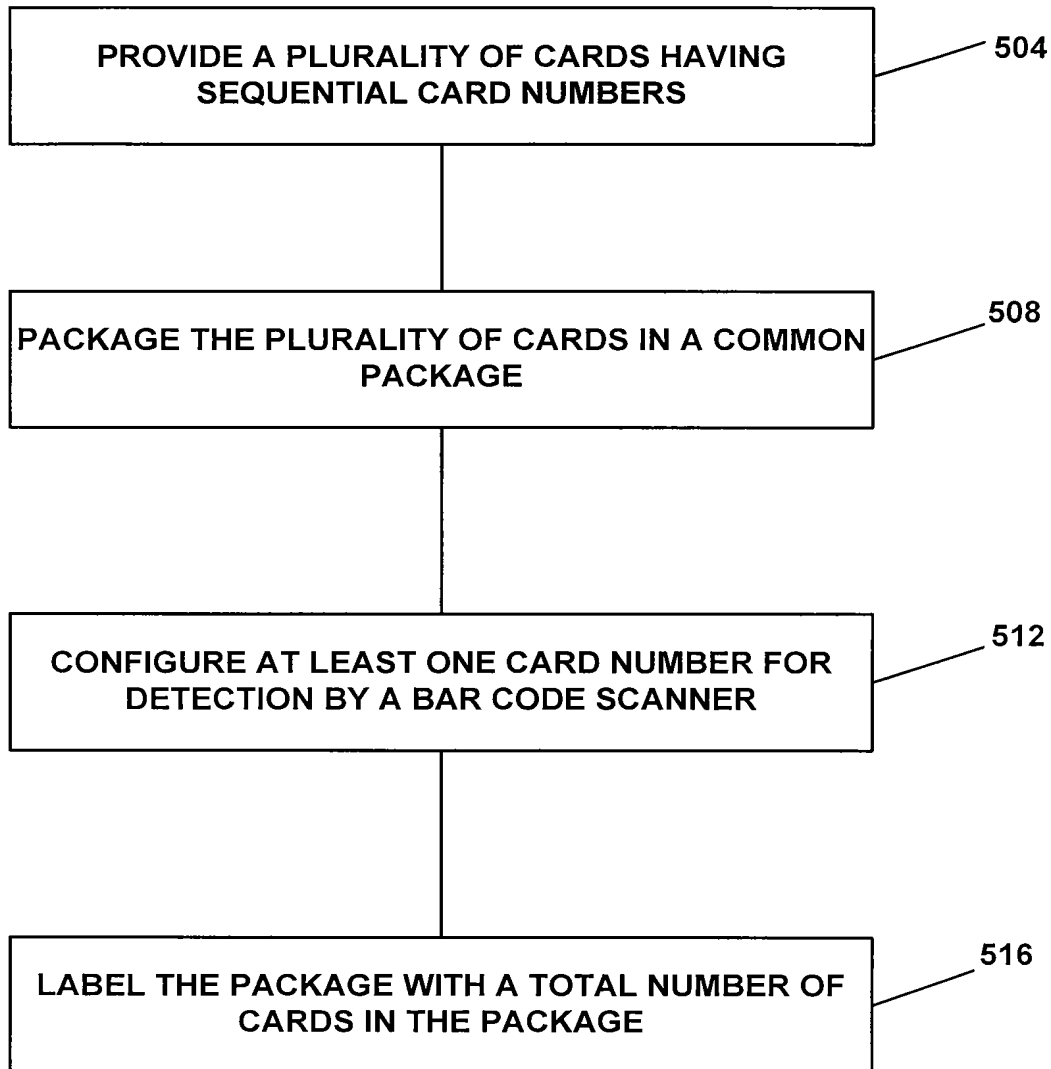 PROVIDE A PLURALITY OF CARDS HAVING
SEQUENTIAL CARD NUMBERS
504
PACKAGE THE PLURALITY OF CARDS IN A COMMON
PACKAGE
508
CONFIGURE AT LEAST ONE CARD NUMBER FOR
DETECTION BY A BAR CODE SCANNER
512
LABEL THE PACKAGE WITH A TOTAL NUMBER OF
CARDS IN THE PACKAGE
516